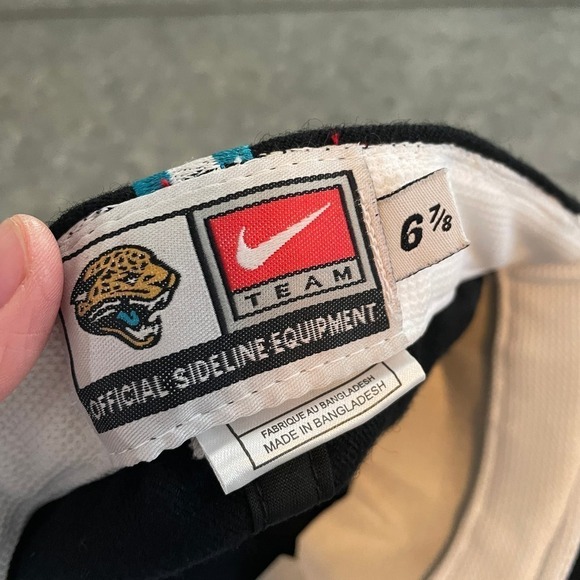 TEAM
OFFICIAL SIDELINE EQUIPMENT
6 7/8
FABRIQUE AU BANGLADESH
MADE IN BANGLADESH